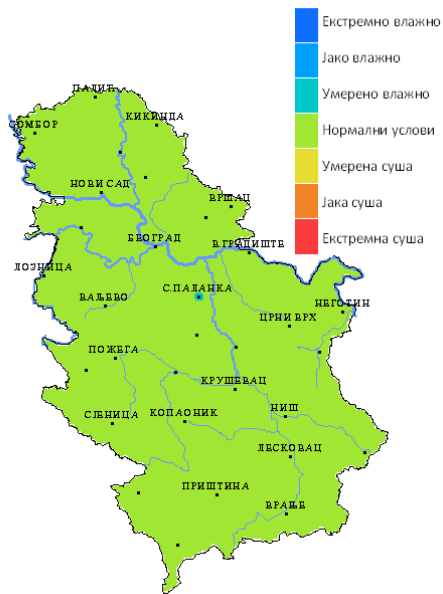 Екстремно влажно
Јако влажно
Умерено влажно
Нормални услови
Умерена суша
Јака суша
Екстремна суша
ПАЛИЋ
СОМБОР
КИКИНДА
НОВИ САД
ВРШАЦ
БЕОГРАД
В.ГРАДИШТЕ
ЛОЗНИЦА
С.ПАЛАНКА
ВАЉЕВО
НЕГОТИН
ЦРНИ ВРХ
ПОЖЕГА
КРУШЕВАЦ
СЈЕНИЦА
КОПАОНИК
НИШ
ЛЕСКОВАЦ
ПРИШТИНА
ВРАЊЕ